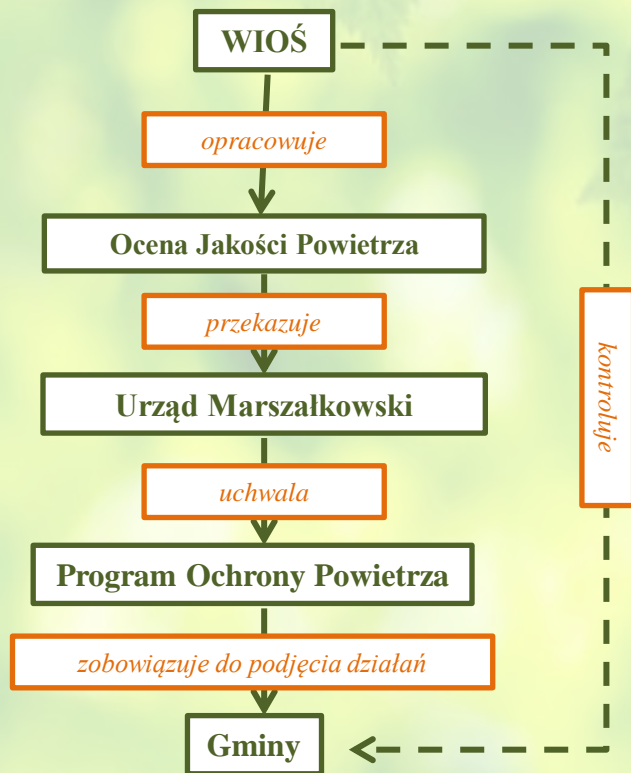 WIOŚ
opracowuje
Ocena Jakości Powietrza
przekazuje
Urząd Marszałkowski
uchwala
Program Ochrony Powietrza
zobowiązuje do podjęcia działań
Gminy
kontroluje